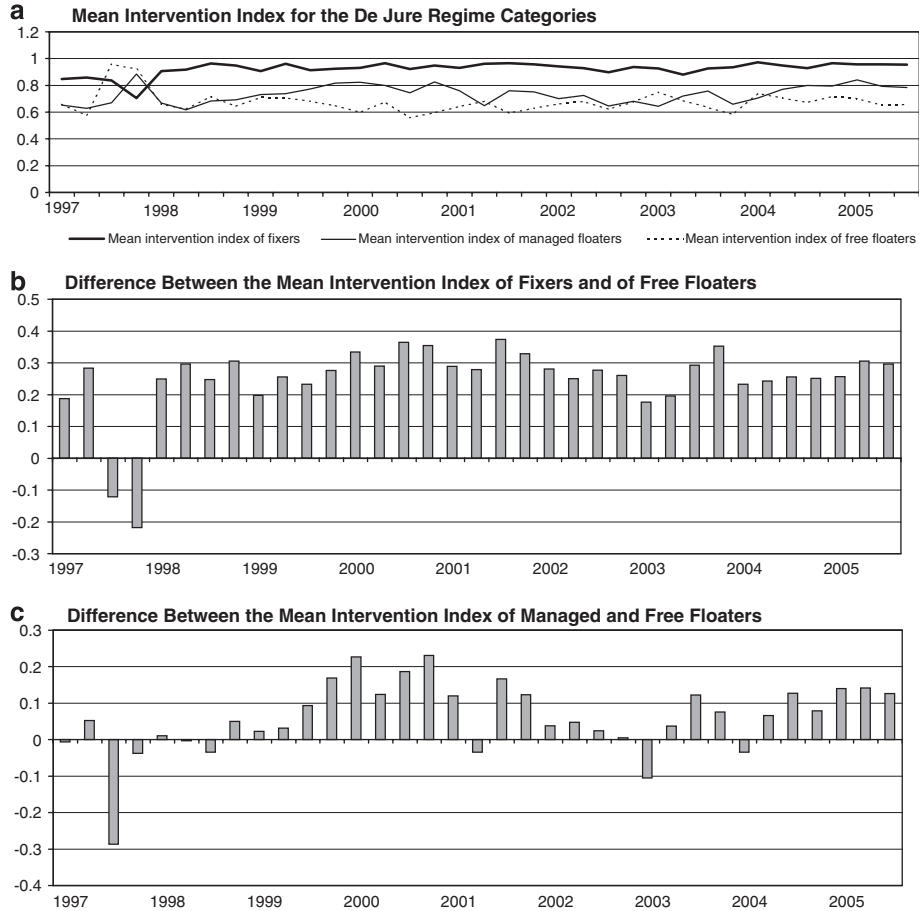 a
Mean Intervention Index for the De Jure Regime Categories
1.2
1
0.8
0.6
0.4
0.2
0
1997 1998 1999 2000 2001 2002 2003 2004 2005
Mean intervention index of fixers Mean intervention index of managed floaters Mean intervention index of free floaters
b
Difference Between the Mean Intervention Index of Fixers and of Free Floaters
0.5
0.4
0.3
0.2
0.1
0
-0.1
-0.2
-0.3
1997 1998 1999 2000 2001 2002 2003 2004 2005
c
Difference Between the Mean Intervention Index of Managed and Free Floaters
0.3
0.2
0.1
0
-0.1
-0.2
-0.3
-0.4
1997 1998 1999 2000 2001 2002 2003 2004 2005